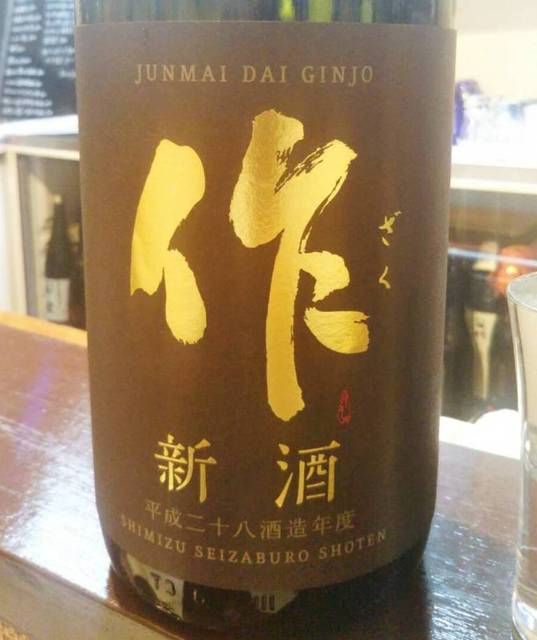 JUNMAI DAI GINJO
作
ざく
新酒
平成二十八酒造年度
SHIMIZU SEIZABURO SHOTEN